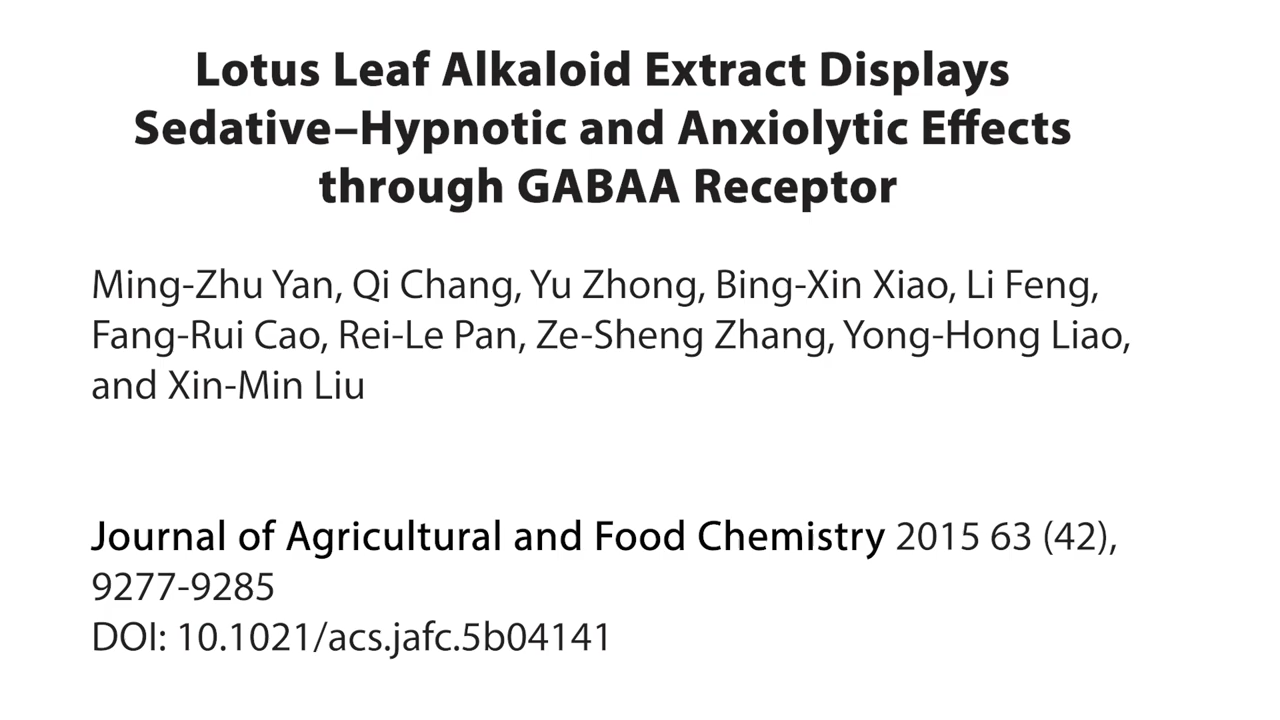 Lotus Leaf Alkaloid Extract Displays
Sedative–Hypnotic and Anxiolytic Effects
through GABAA Receptor
Ming-Zhu Yan, Qi Chang, Yu Zhong, Bing-Xin Xiao, Li Feng,
Fang-Rui Cao, Rei-Le Pan, Ze-Sheng Zhang, Yong-Hong Liao,
and Xin-Min Liu
Journal of Agricultural and Food Chemistry 2015 63 (42),
9277-9285
DOI: 10.1021/acs.jafc.5b04141